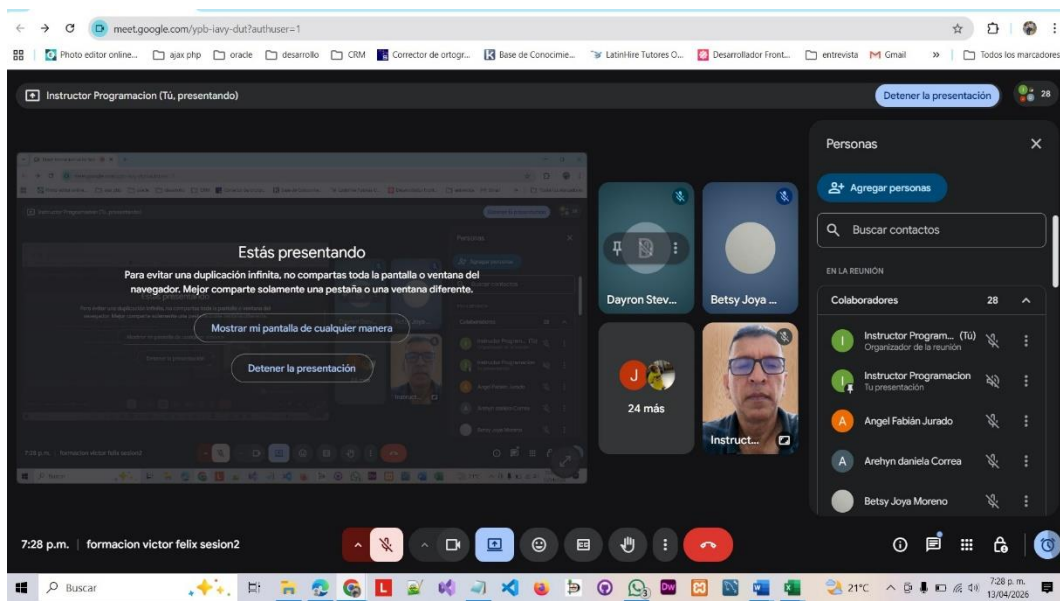 meet.google.com/ypb-iavy-dut?authuser=1
Photo editor online... ajax php oracle desarrollo CRM Corrector de ortogr... Base de Conocimie... LatinHire Tutores O... Desarrollador Front... entrevista Gmail » Todos los marcadores
Instructor Programacion (Tú, presentando)
Detener la presentación
28
Estás presentando
Para evitar una duplicación infinita, no compartas toda la pantalla o ventana del
navegador. Mejor comparte solamente una pestaña o una ventana diferente.
Mostrar mi pantalla de cualquier manera
Detener la presentación
Dayron Stev...
Betsy Joya ...
J
24 más
Instruct...
Personas
Agregar personas
Buscar contactos
EN LA REUNIÓN
Colaboradores 28
I
Instructor Program... (Tú)
Organizador de la reunión
I
Instructor Programacion
Tu presentación
A
Angel Fabián Jurado
A
Arehyn daniela Correa
Betsy Joya Moreno
7:28 p.m. | formacion victor felix sesion2
Buscar
L
Dw
21°C
7:28 p. m.
13/04/2026